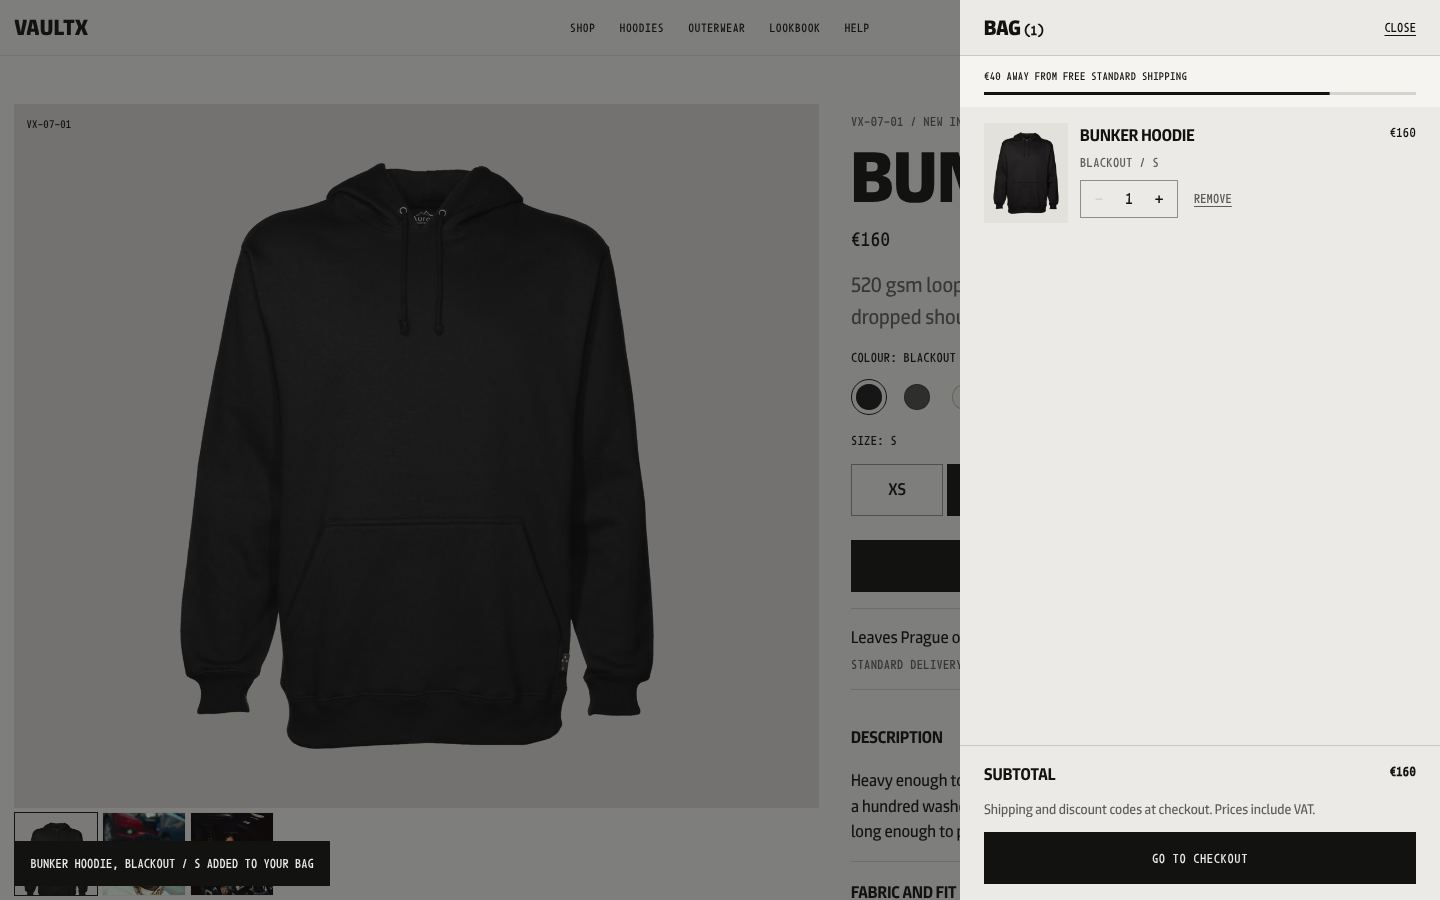 VAULTX
SHOP
HOODIES
OUTERWEAR
LOOKBOOK
HELP
VX-07-01
VX-07-01 / NEW IN
BUN
€160
520 gsm loop
dropped shou
COLOUR: BLACKOUT
SIZE: S
XS
Leaves Prague o
STANDARD DELIVERY
DESCRIPTION
Heavy enough to
a hundred wash
long enough to p
FABRIC AND FIT
BUNKER HOODIE, BLACKOUT / S ADDED TO YOUR BAG
BAG (1)
CLOSE
€40 AWAY FROM FREE STANDARD SHIPPING
BUNKER HOODIE
€160
BLACKOUT / S
− 1 +
REMOVE
SUBTOTAL
€160
Shipping and discount codes at checkout. Prices include VAT.
GO TO CHECKOUT